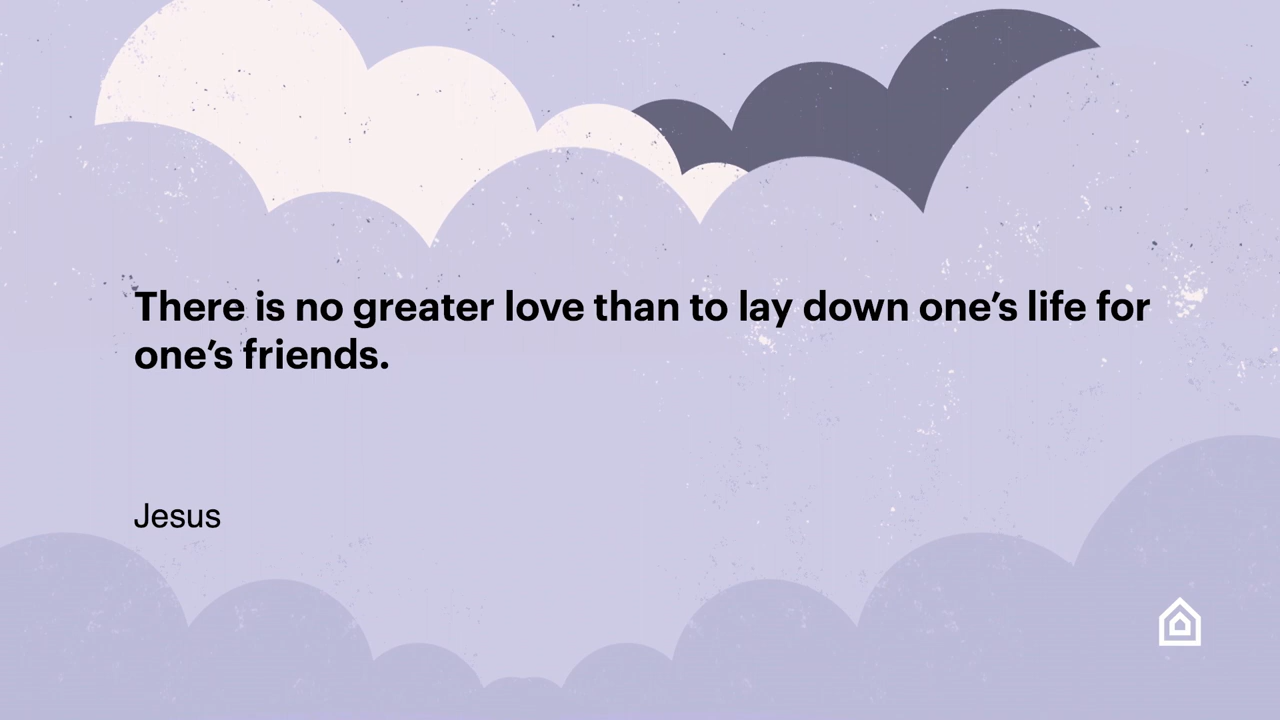 There is no greater love than to lay down one’s life for
one’s friends.
Jesus